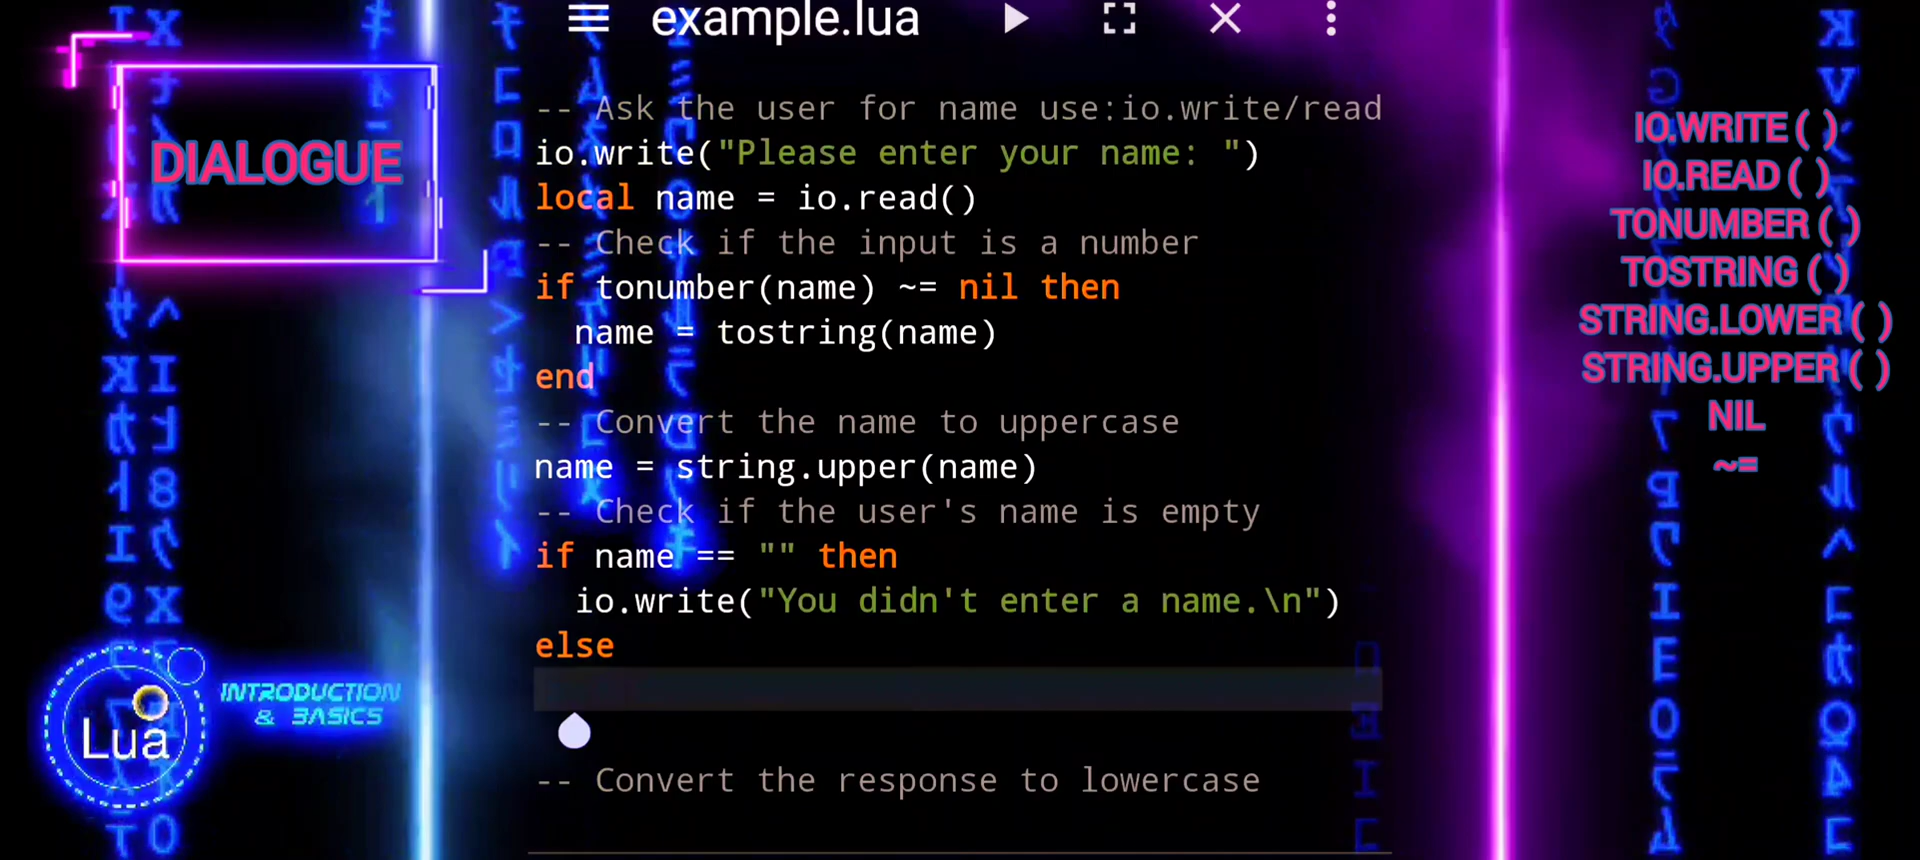 example.lua
DIALOGUE
-- Ask the user for name use:io.write/read
io.write("Please enter your name: ")
local name = io.read()
-- Check if the input is a number
if tonumber(name) ~= nil then
  name = tostring(name)
end
-- Convert the name to uppercase
name = string.upper(name)
-- Check if the user's name is empty
if name == "" then
  io.write("You didn't enter a name.\n")
else
-- Convert the response to lowercase
IO.WRITE ( )
IO.READ ( )
TONUMBER ( )
TOSTRING ( )
STRING.LOWER ( )
STRING.UPPER ( )
NIL
~=
Lua
INTRODUCTION
& BASICS